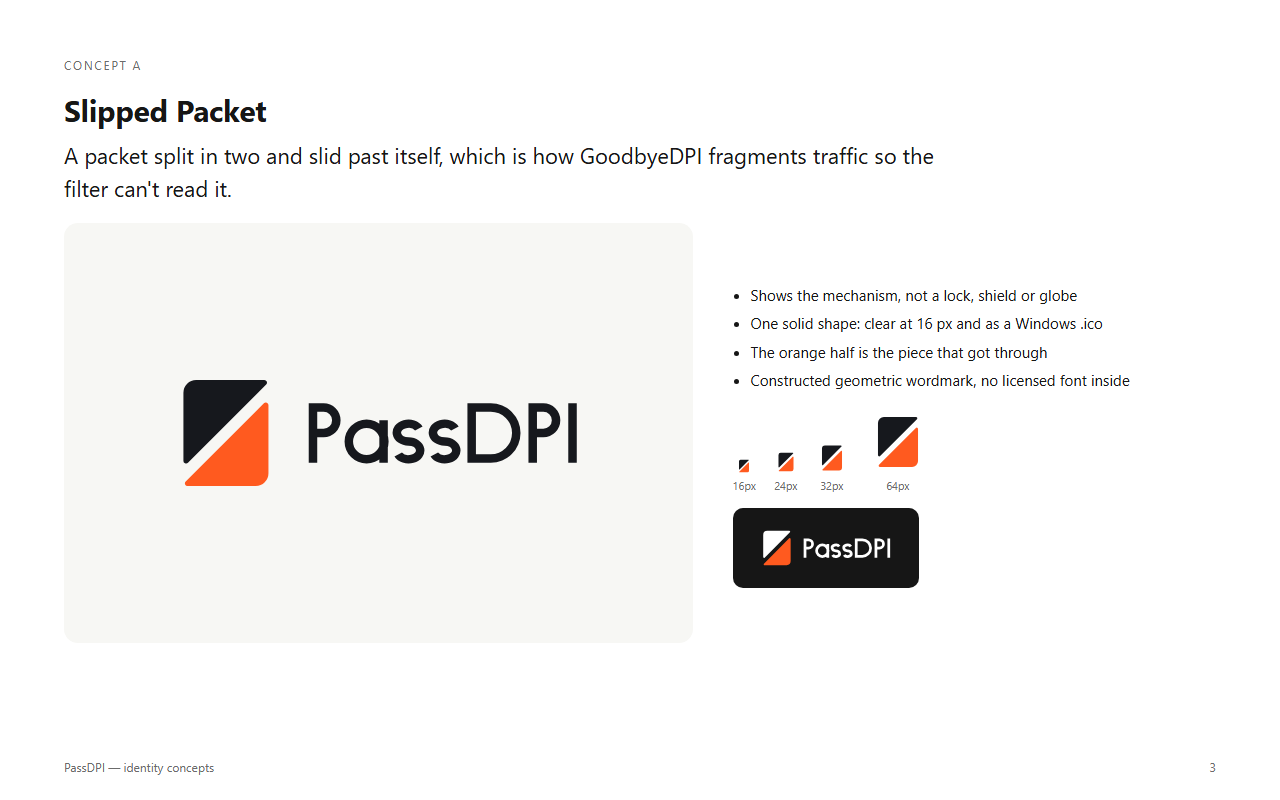 CONCEPT A
Slipped Packet
A packet split in two and slid past itself, which is how GoodbyeDPI fragments traffic so the
filter can't read it.
PassDPI
• Shows the mechanism, not a lock, shield or globe
• One solid shape: clear at 16 px and as a Windows .ico
• The orange half is the piece that got through
• Constructed geometric wordmark, no licensed font inside
16px 24px 32px 64px
PassDPI
PassDPI — identity concepts
3